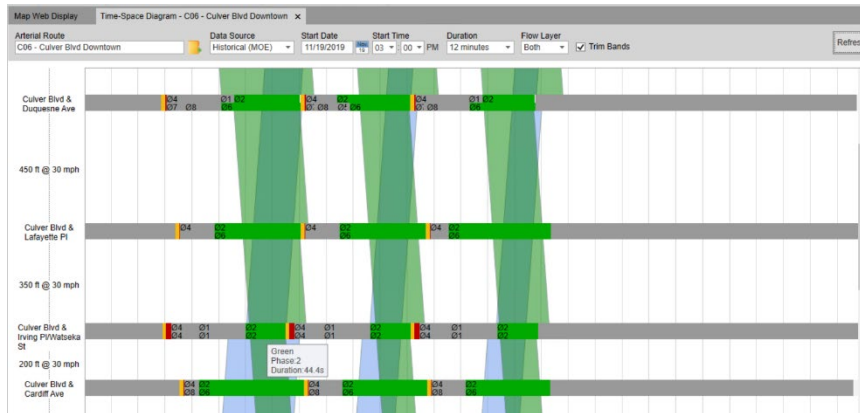 Map Web Display
Time-Space Diagram - C06 - Culver Blvd Downtown x
Arterial Route
Data Source
Start Date
Start Time
Duration
Flow Layer
C06 - Culver Blvd Downtown
Historical (MOE)
11/19/2019
03 : 00 PM
12 minutes
Both
Trim Bands
Refres
Culver Blvd &
Duquesne Ave
Ø4 Ø1 Ø2 Ø4 Ø2 Ø4 Ø1 Ø2
Ø7 Ø8 Ø6 Ø8 Ø6 Ø8 Ø6
450 ft @ 30 mph
Culver Blvd &
Lafayette Pl
Ø4 Ø2 Ø4 Ø2 Ø4 Ø2
Ø6 Ø6 Ø6
350 ft @ 30 mph
Culver Blvd &
Irving Pl/Watseka
St
Ø4 Ø1 Ø2 Ø4 Ø1 Ø2 Ø4 Ø1 Ø2
Ø4 Ø1 Ø2 Ø4 Ø1 Ø2 Ø4 Ø1 Ø2
Green
Phase:2
Duration:44.4s
200 ft @ 30 mph
Culver Blvd &
Cardiff Ave
Ø4 Ø2 Ø4 Ø2 Ø4 Ø2
Ø8 Ø6 Ø8 Ø6 Ø8 Ø6